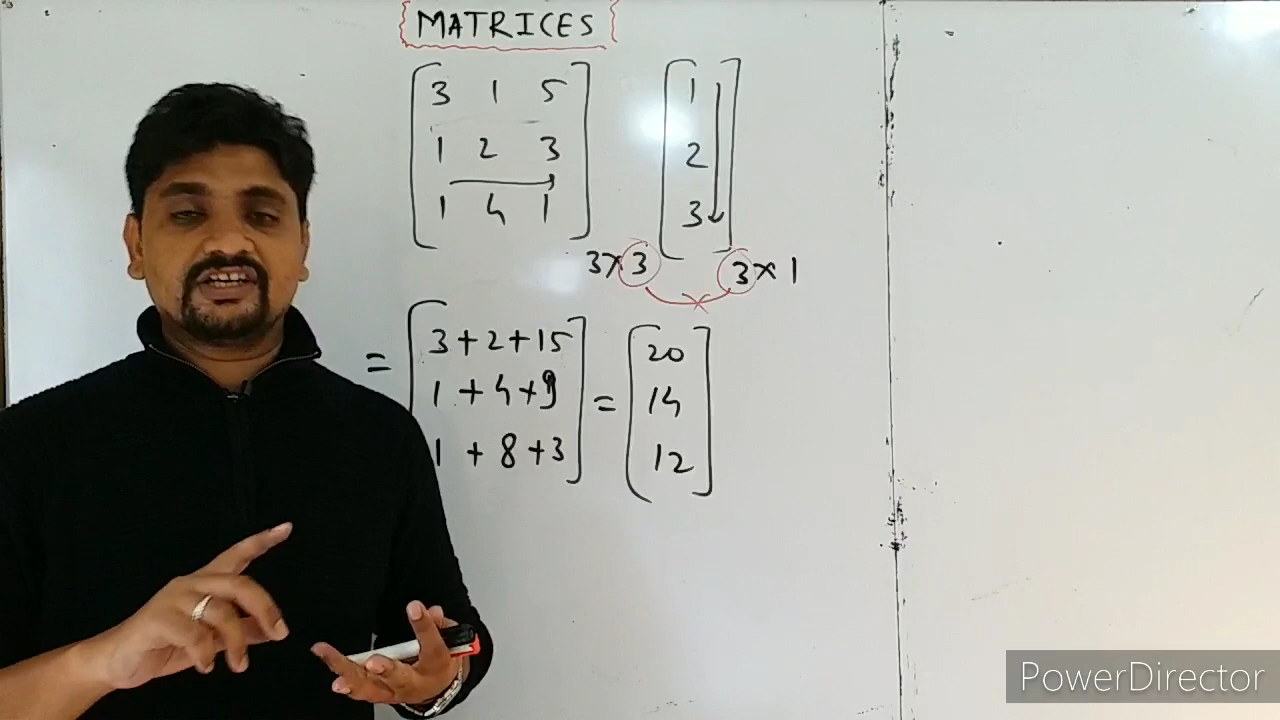 MATRICES
3 1 5
1 2 3
1 4 1
1
2
3
3×3
3×1
= 3+2+15
1+4+9
1+8+3
= 20
14
12
PowerDirector